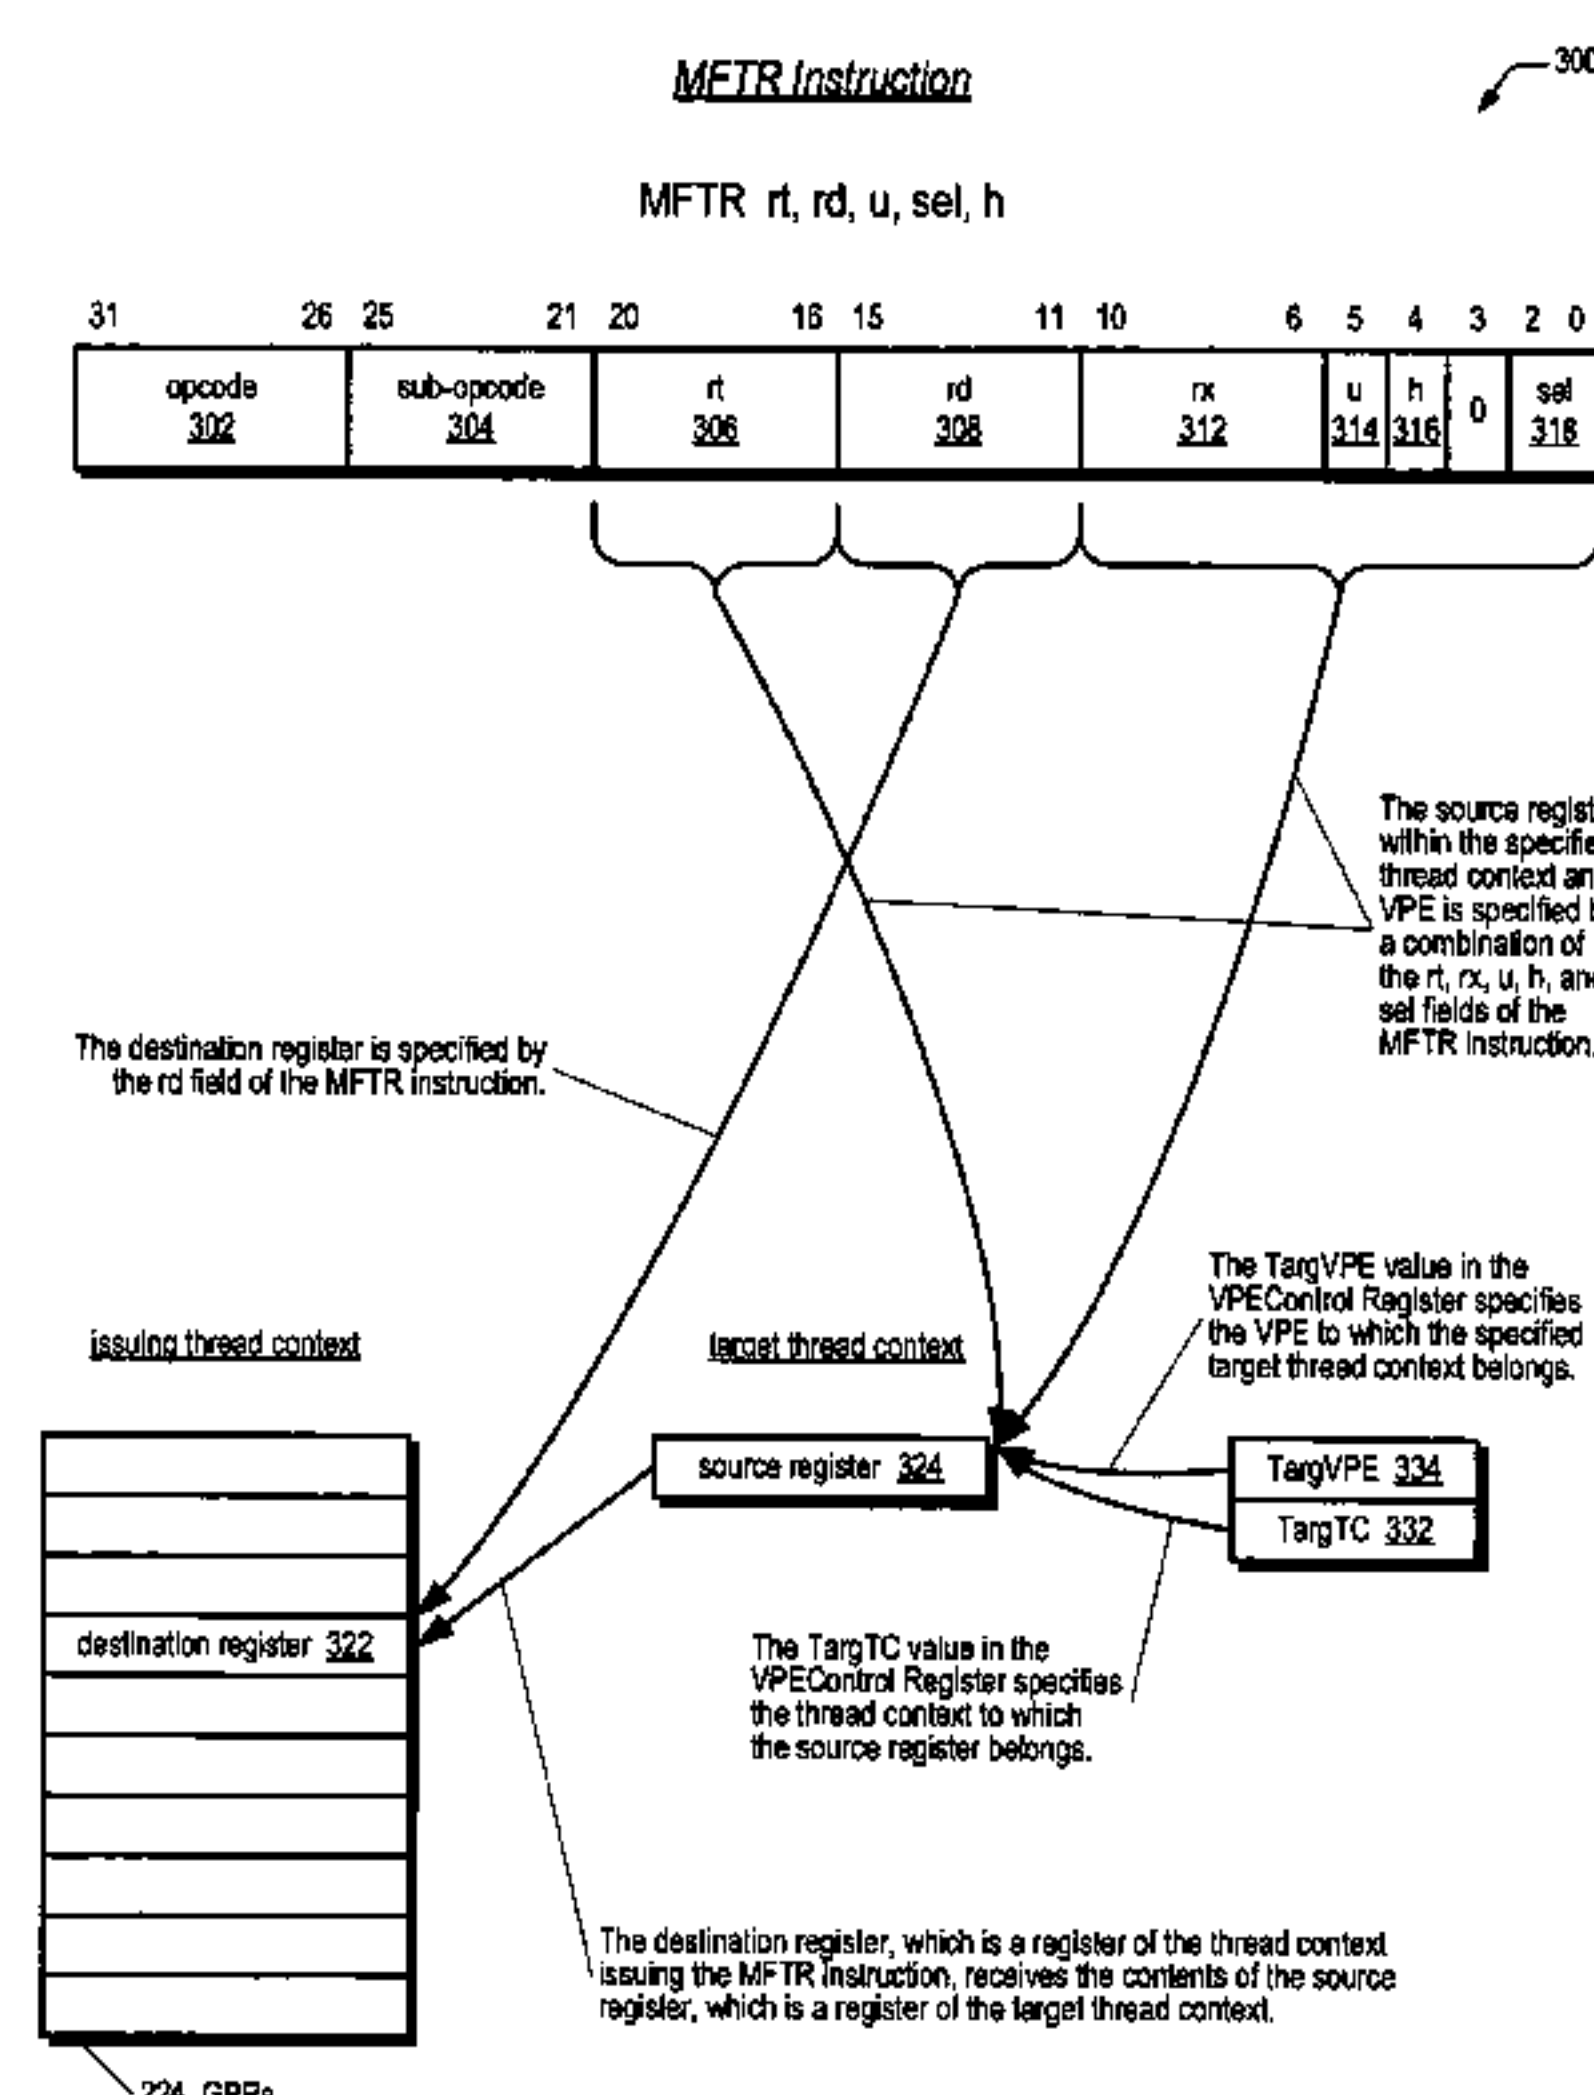 MFTR Instruction
300
MFTR rt, rd, u, sel, h
31 26 25 21 20 16 15 11 10 6 5 4 3 2 0
opcode sub-opcode rt rd rx u h 0 sel
302 304 306 308 312 314 316 318
The source regist
within the specifie
thread context an
VPE is specified b
a combination of
the rt, rx, u, h, and
sel fields of the
MFTR Instruction.
The destination register is specified by
the rd field of the MFTR instruction.
The TargVPE value in the
VPEControl Register specifies
the VPE to which the specified
target thread context belongs.
issuing thread context
target thread context
source register 324
TargVPE 334
TargTC 332
destination register 322
The TargTC value in the
VPEControl Register specifies
the thread context to which
the source register belongs.
The destination register, which is a register of the thread context
issuing the MFTR Instruction, receives the contents of the source
register, which is a register of the target thread context.
224 GPRs